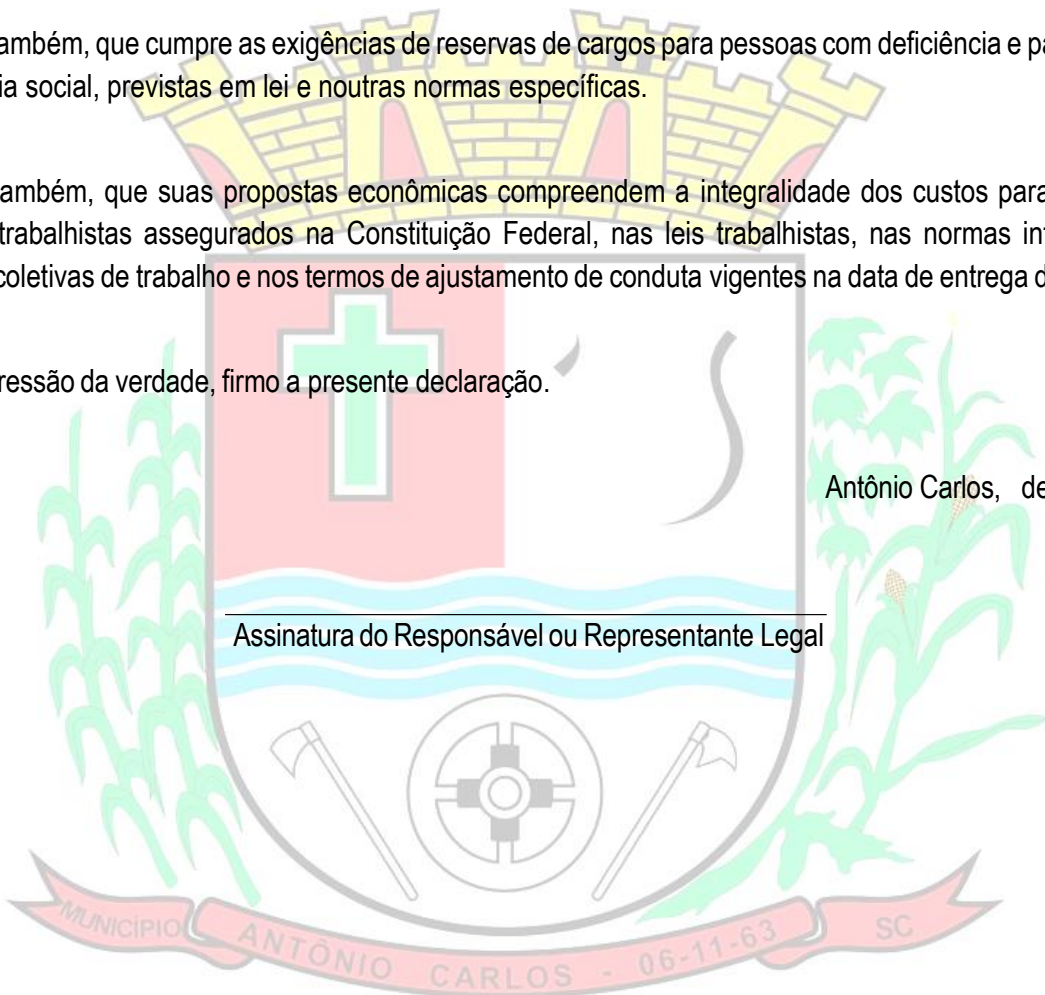 ambém, que cumpre as exigências de reservas de cargos para pessoas com deficiência e pa
ia social, previstas em lei e noutras normas específicas.
ambém, que suas propostas econômicas compreendem a integralidade dos custos para
trabalhistas assegurados na Constituição Federal, nas leis trabalhistas, nas normas in
coletivas de trabalho e nos termos de ajustamento de conduta vigentes na data de entrega d
ressão da verdade, firmo a presente declaração.
Antônio Carlos, de
Assinatura do Responsável ou Representante Legal
MUNICÍPIO ANTÔNIO CARLOS - 06-11-63 SC